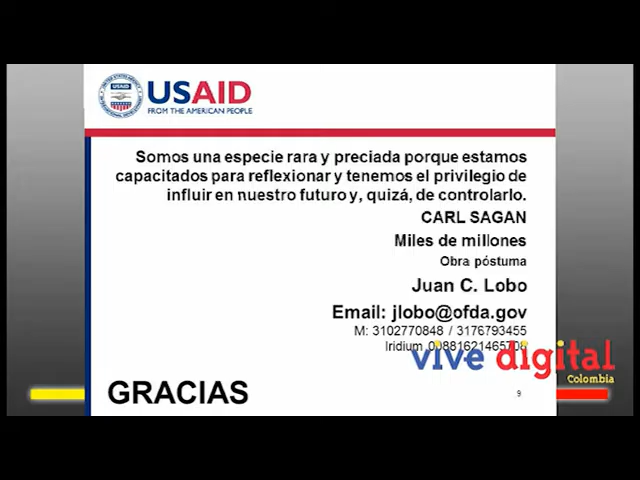 USAID
FROM THE AMERICAN PEOPLE
Somos una especie rara y preciada porque estamos
capacitados para reflexionar y tenemos el privilegio de
influir en nuestro futuro y, quizá, de controlarlo.
CARL SAGAN
Miles de millones
Obra póstuma
Juan C. Lobo
Email: jlobo@ofda.gov
M: 3102770848 / 3176793455
Iridium
vive digital
Colombia
GRACIAS
9